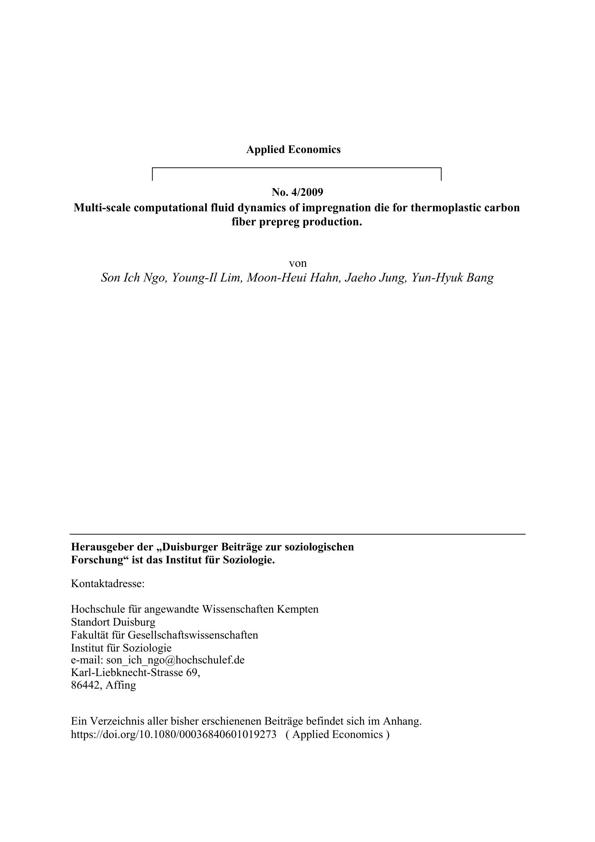 Applied Economics
No. 4/2009
Multi-scale computational fluid dynamics of impregnation die for thermoplastic carbon
fiber prepreg production.
von
Son Ich Ngo, Young-Il Lim, Moon-Heui Hahn, Jaeho Jung, Yun-Hyuk Bang
Herausgeber der „Duisburger Beiträge zur soziologischen
Forschung“ ist das Institut für Soziologie.
Kontaktadresse:
Hochschule für angewandte Wissenschaften Kempten
Standort Duisburg
Fakultät für Gesellschaftswissenschaften
Institut für Soziologie
e-mail: son_ich_ngo@hochschulef.de
Karl-Liebknecht-Strasse 69,
86442, Affing
Ein Verzeichnis aller bisher erschienenen Beiträge befindet sich im Anhang.
https://doi.org/10.1080/00036840601019273 ( Applied Economics )